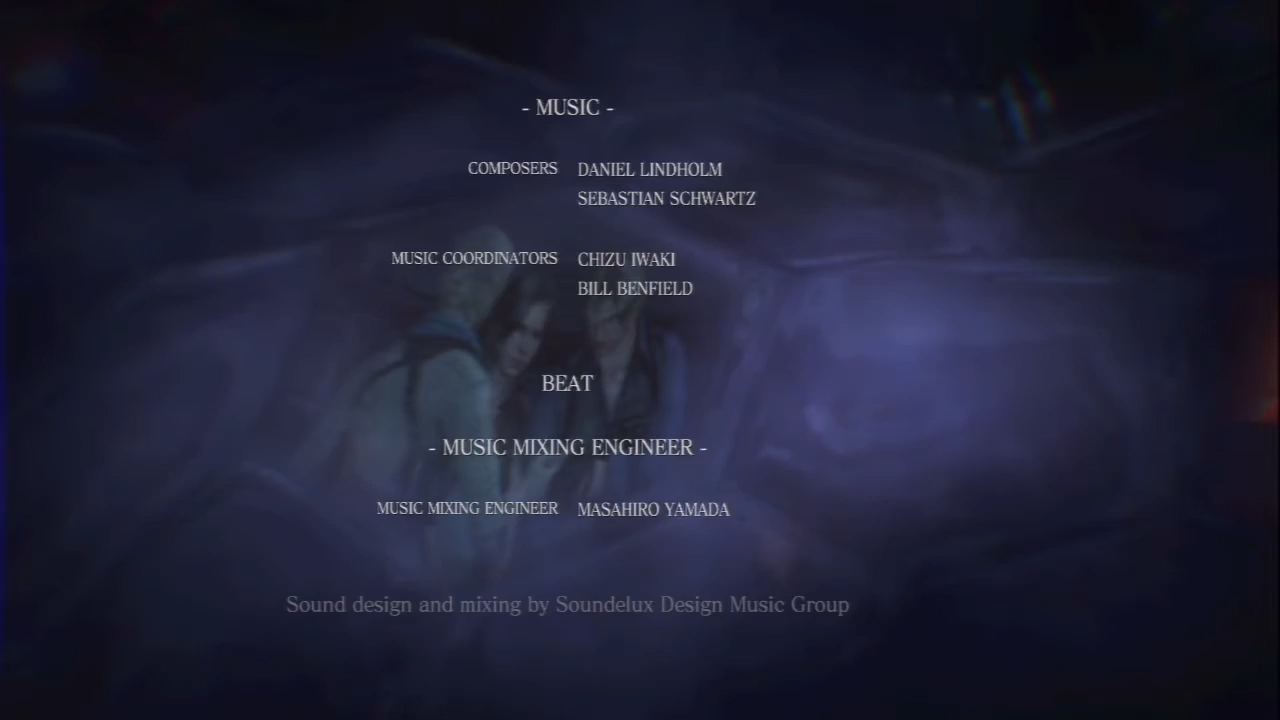 - MUSIC -
COMPOSERS DANIEL LINDHOLM
SEBASTIAN SCHWARTZ
MUSIC COORDINATORS CHIZU IWAKI
BILL BENFIELD
BEAT
- MUSIC MIXING ENGINEER -
MUSIC MIXING ENGINEER MASAHIRO YAMADA
Sound design and mixing by Soundelux Design Music Group